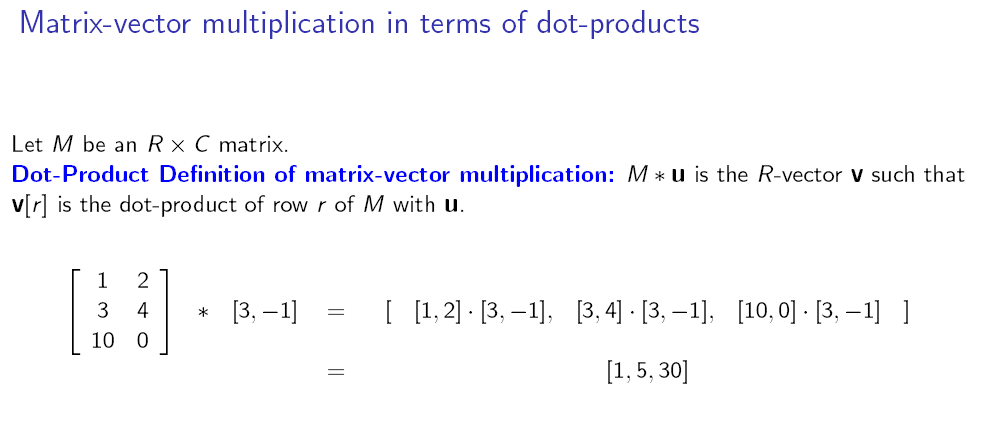 Matrix-vector multiplication in terms of dot-products
Let M be an R × C matrix.
Dot-Product Definition of matrix-vector multiplication: M ∗ u is the R-vector v such that
v[r] is the dot-product of row r of M with u.
1 2
3 4 ∗ [3, −1] = [ [1, 2] · [3, −1], [3, 4] · [3, −1], [10, 0] · [3, −1] ]
10 0
= [1, 5, 30]